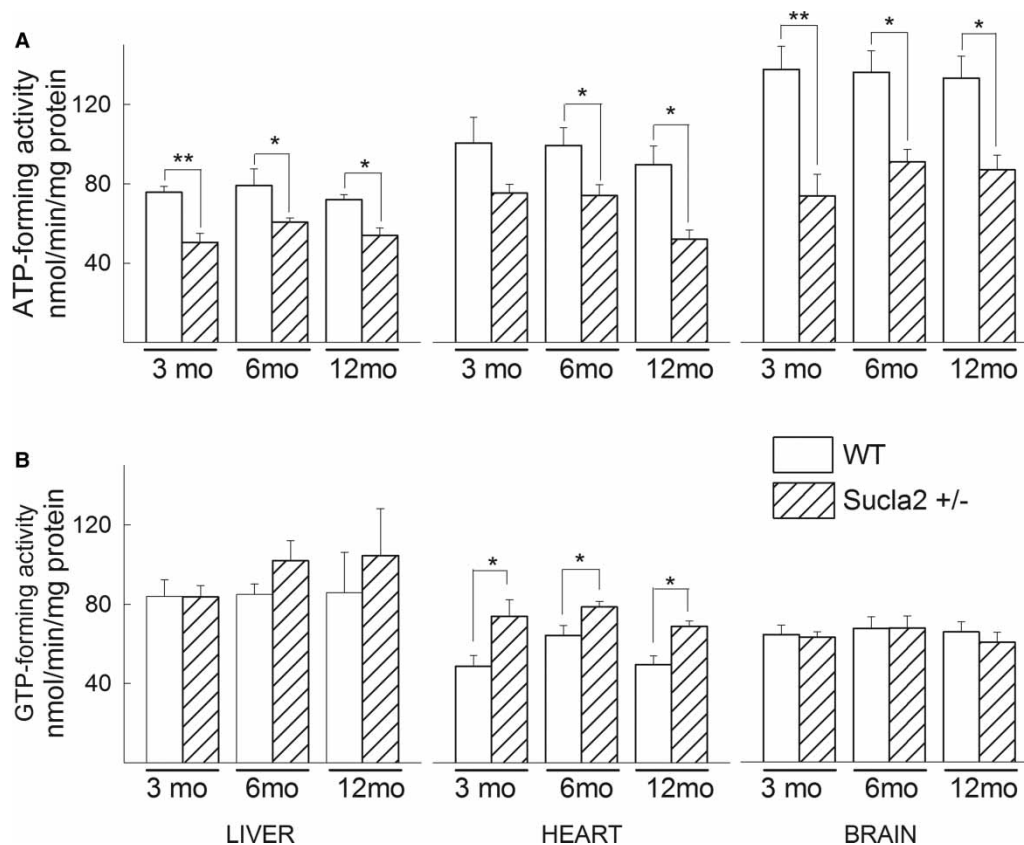 A
ATP-forming activity
nmol/min/mg protein
120
80
40
** * * * * ** * *
3 mo 6mo 12mo 3 mo 6mo 12mo 3 mo 6mo 12mo
B
WT
Sucla2 +/-
GTP-forming activity
nmol/min/mg protein
120
80
40
* * *
3 mo 6mo 12mo 3 mo 6mo 12mo 3 mo 6mo 12mo
LIVER HEART BRAIN